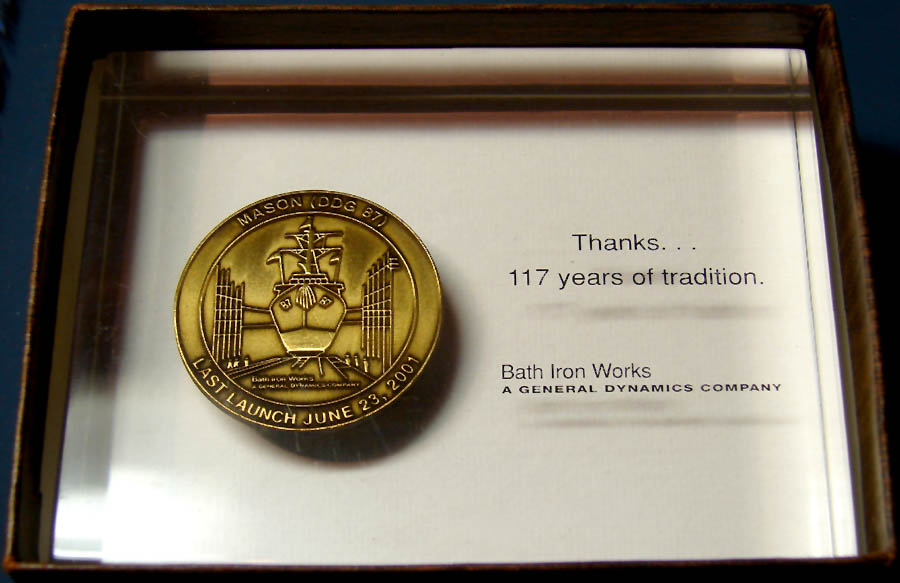 MASON (DDG 87)
87 87
Bath Iron Works
A GENERAL DYNAMICS COMPANY
LAST LAUNCH JUNE 23, 2001
Thanks. . .
117 years of tradition.
Bath Iron Works
A GENERAL DYNAMICS COMPANY